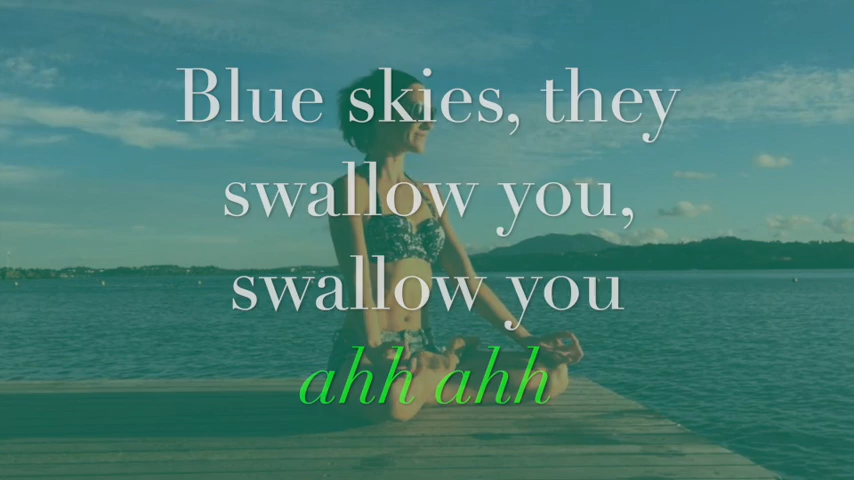 Blue skies, they
swallow you,
swallow you
ahh ahh